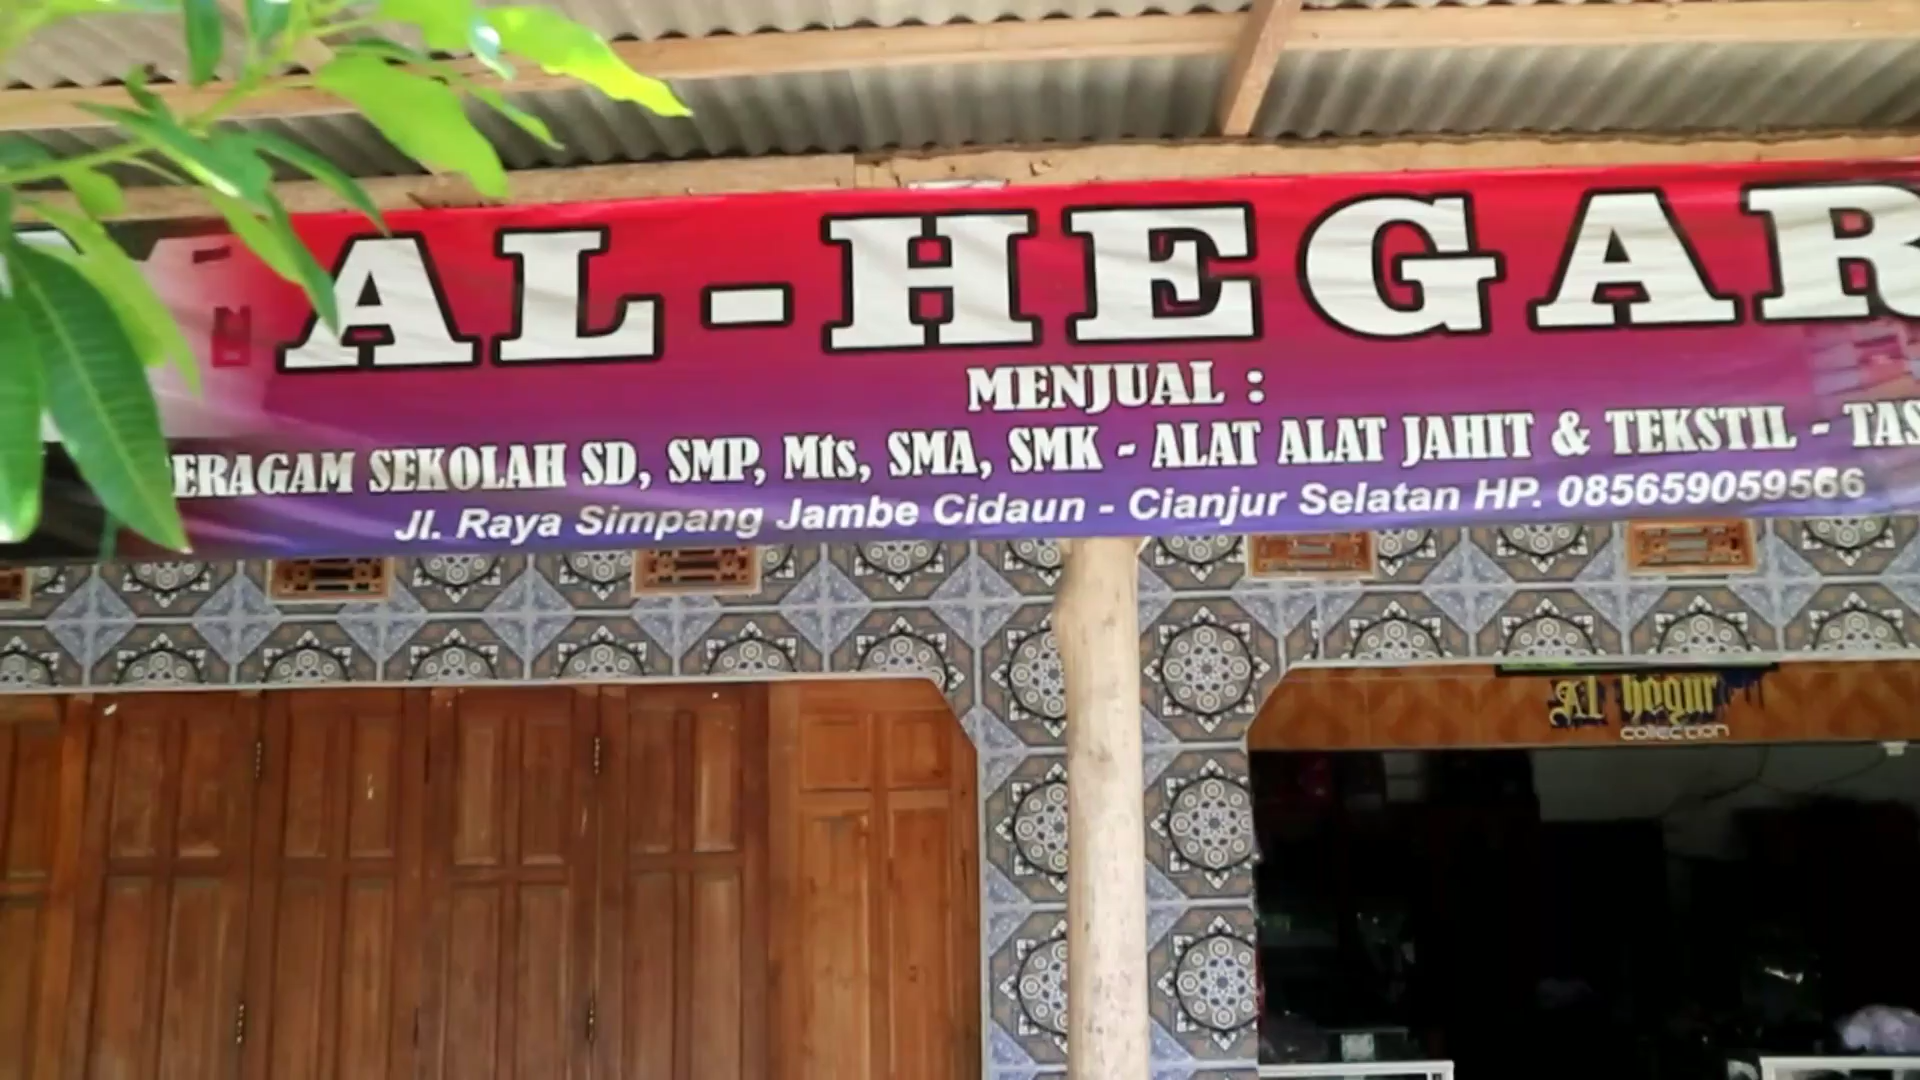 AL-HEGAR
MENJUAL :
ERAGAM SEKOLAH SD, SMP, Mts, SMA, SMK - ALAT ALAT JAHIT & TEKSTIL - TAS
Jl. Raya Simpang Jambe Cidaun - Cianjur Selatan HP. 085659059566
Al hegar
collection